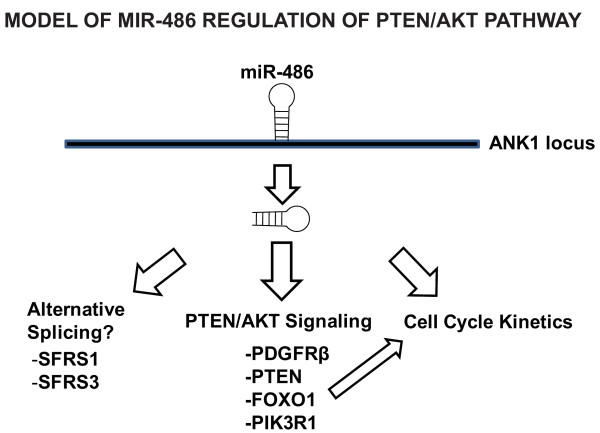 MODEL OF MIR-486 REGULATION OF PTEN/AKT PATHWAY
miR-486
ANK1 locus
Alternative
Splicing?
-SFRS1
-SFRS3
PTEN/AKT Signaling
-PDGFRβ
-PTEN
-FOXO1
-PIK3R1
Cell Cycle Kinetics